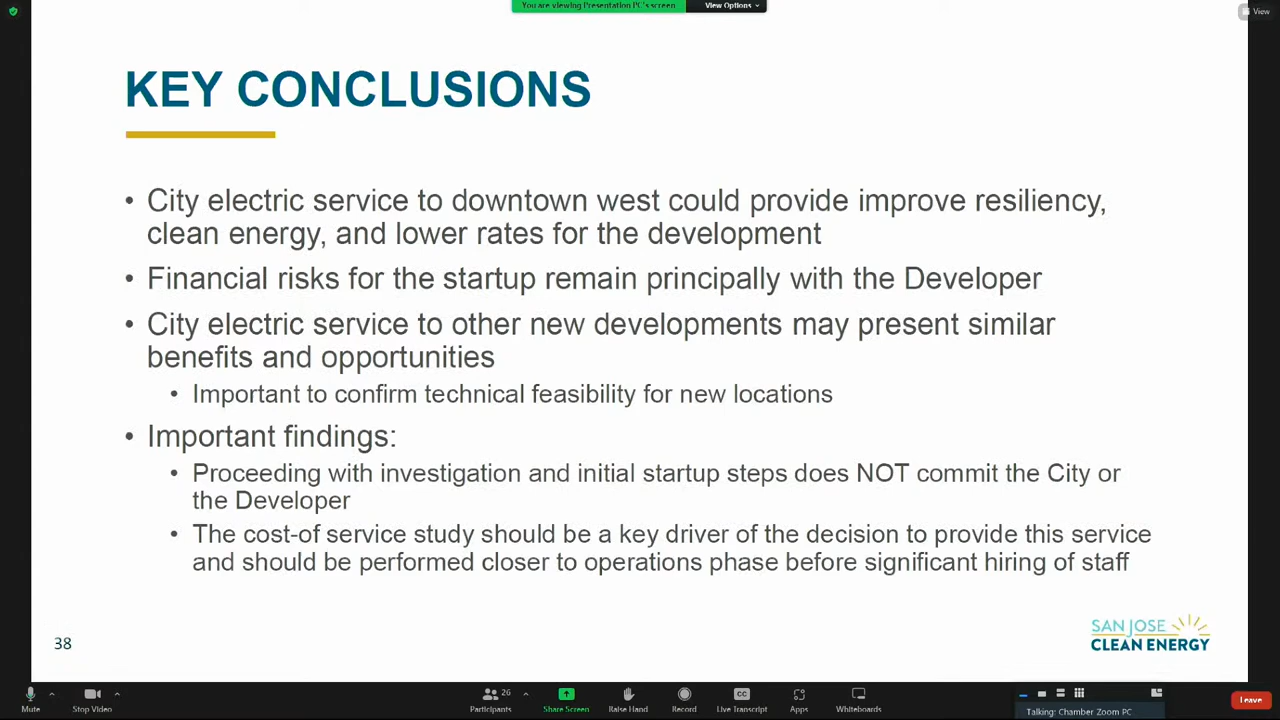 You are viewing Presentation PC's screen
View Options
View
KEY CONCLUSIONS
• City electric service to downtown west could provide improve resiliency,
clean energy, and lower rates for the development
• Financial risks for the startup remain principally with the Developer
• City electric service to other new developments may present similar
benefits and opportunities
• Important to confirm technical feasibility for new locations
• Important findings:
• Proceeding with investigation and initial startup steps does NOT commit the City or
the Developer
• The cost-of service study should be a key driver of the decision to provide this service
and should be performed closer to operations phase before significant hiring of staff
38
SAN JOSE
CLEAN ENERGY
Mute
Stop Video
26
Participants
Share Screen
Raise Hand
Record
CC
Live Transcript
Apps
Whiteboards
Talking: Chamber Zoom PC
Leave